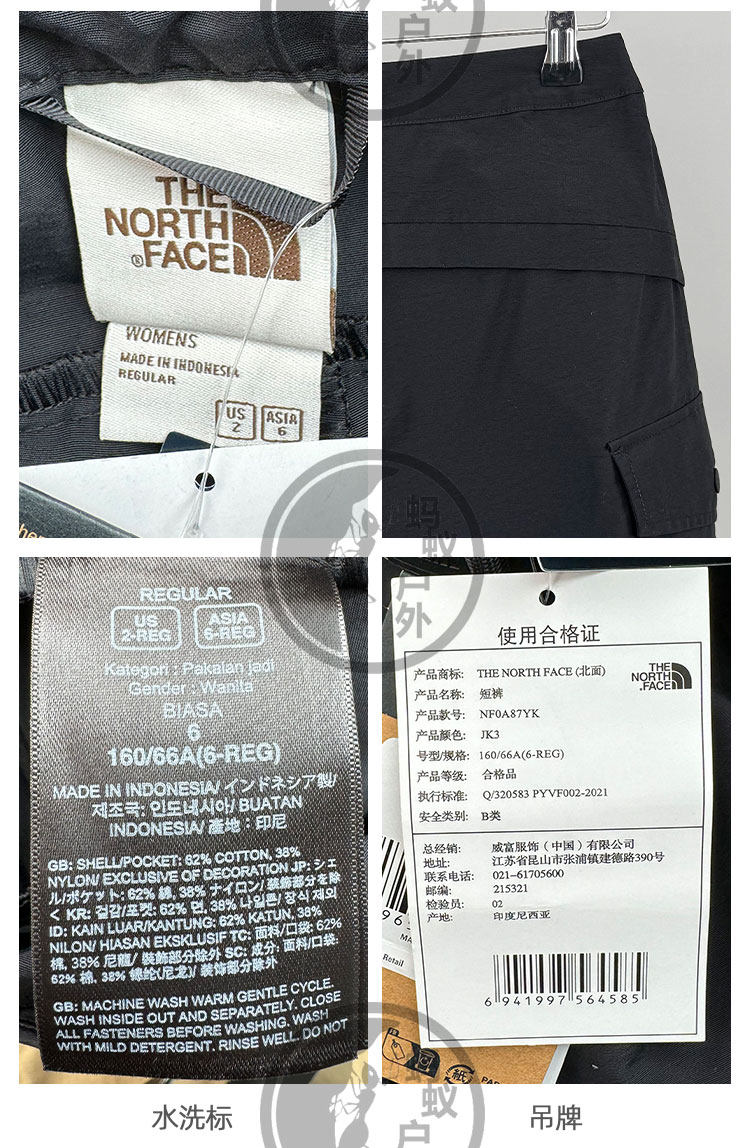 蚂蚁户外
THE
NORTH
FACE
WOMENS
MADE IN INDONESIA
REGULAR
US
2
ASIA
6
蚂蚁户外
REGULAR
US
2-REG
ASIA
6-REG
Kategori : Pakaian jadi
Gender : Wanita
BIASA
6
160/66A(6-REG)
MADE IN INDONESIA/ インドネシア製/
제조국: 인도네시아/ BUATAN
INDONESIA/ 產地 : 印尼
GB: SHELL/POCKET: 62% COTTON, 38%
NYLON/ EXCLUSIVE OF DECORATION JP: シェ
ル/ポケット: 62% 綿, 38% ナイロン/ 装飾部分を除
く KR: 겉감/포켓: 62% 면, 38% 나일론/ 장식 제외
ID: KAIN LUAR/KANTUNG: 62% KATUN, 38%
NILON/ HIASAN EKSKLUSIF TC: 面料/口袋: 62%
棉, 38% 尼龍/ 裝飾部分除外 SC: 成分: 面料/口袋:
62% 棉, 38% 锦纶(尼龙)/ 装饰部分除外
GB: MACHINE WASH WARM GENTLE CYCLE.
WASH INSIDE OUT AND SEPARATELY. CLOSE
ALL FASTENERS BEFORE WASHING. WASH
WITH MILD DETERGENT. RINSE WELL. DO NOT
使用合格证
产品商标: THE NORTH FACE (北面)
THE
NORTH
FACE
产品名称: 短裤
产品款号: NF0A87YK
产品颜色: JK3
号型/规格: 160/66A(6-REG)
产品等级: 合格品
执行标准: Q/320583 PYVF002-2021
安全类别: B类
总经销: 威富服饰（中国）有限公司
地址: 江苏省昆山市张浦镇建德路390号
联系电话: 021-61705600
邮编: 215321
检验员: 02
产地: 印度尼西亚
6 941997 564585
Retail
紙
水洗标
吊牌
蚂蚁户